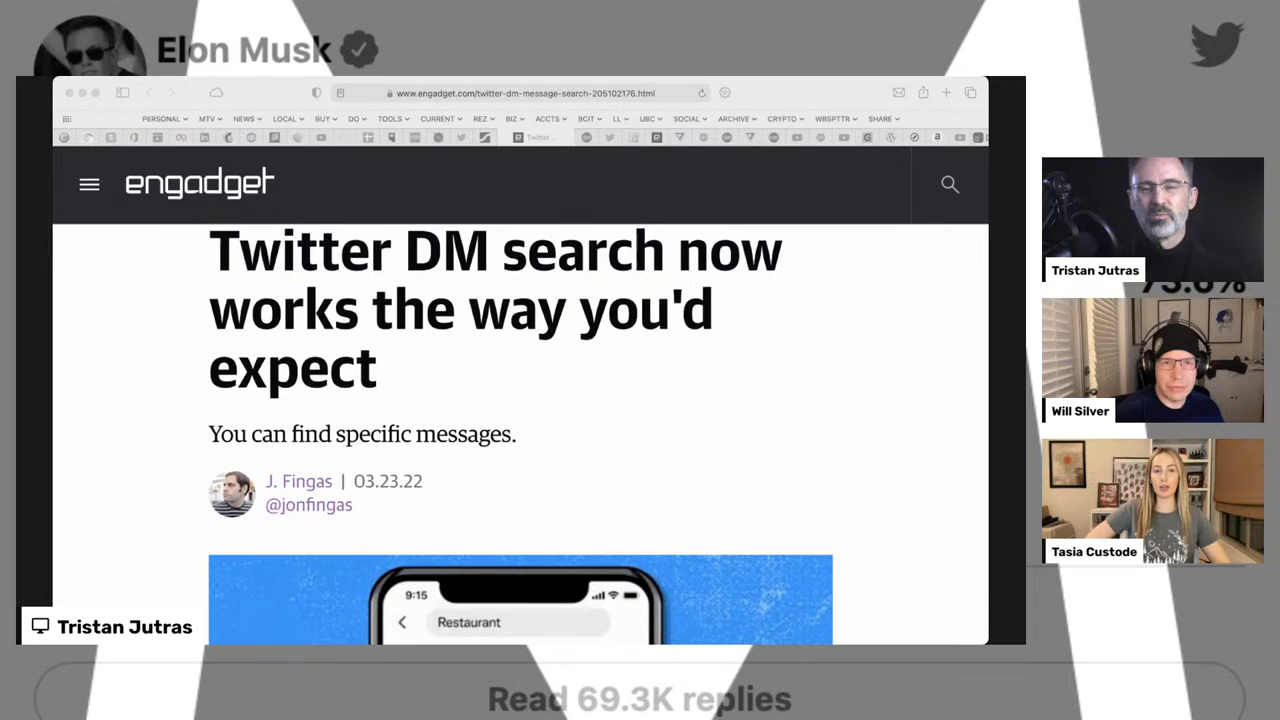 Elon Musk
www.engadget.com/twitter-dm-message-search-205102176.html
PERSONAL MTV NEWS LOCAL BUY DO TOOLS CURRENT REZ BIZ ACCTS BCIT LL UBC SOCIAL ARCHIVE CRYPTO WBSPTTR SHARE
Twitter...
engadget
Twitter DM search now
works the way you'd
expect
You can find specific messages.
J. Fingas | 03.23.22
@jonfingas
9:15
Restaurant
Tristan Jutras
Tristan Jutras
73.6%
Will Silver
Tasia Custode
Read 69.3K replies